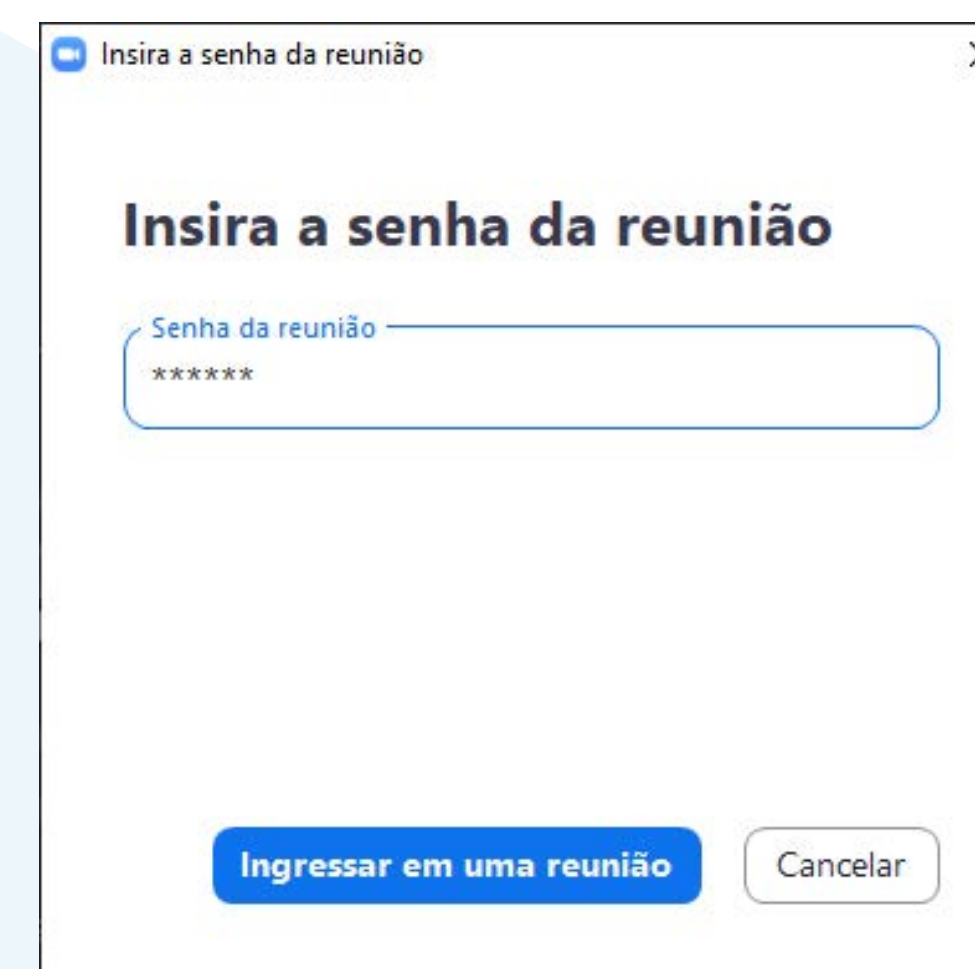 Insira a senha da reunião
Insira a senha da reunião
Senha da reunião
******
Ingressar em uma reunião
Cancelar